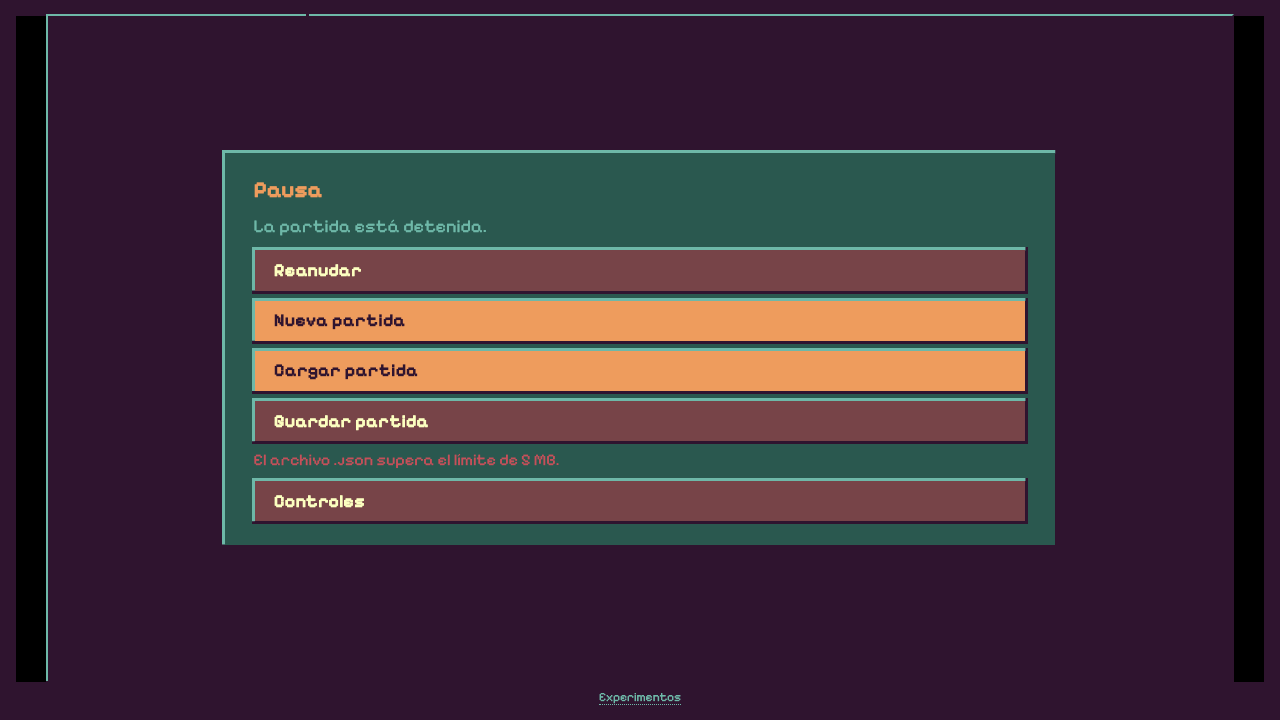 Pausa
La partida está detenida.
Reanudar
Nueva partida
Cargar partida
Guardar partida
El archivo .json supera el limite de 5 MB.
Controles
Experimentos